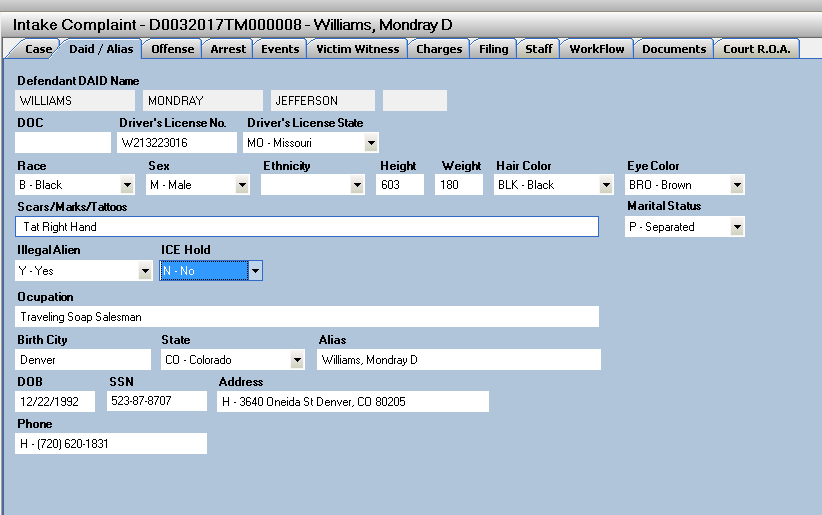 Intake Complaint - D0032017TM000008 - Williams, Mondray D
Case Daid / Alias Offense Arrest Events Victim Witness Charges Filing Staff WorkFlow Documents Court R.O.A.
Defendant DAID Name
WILLIAMS MONDRAY JEFFERSON
DOC Driver's License No. Driver's License State
W213223016 MO - Missouri
Race Sex Ethnicity Height Weight Hair Color Eye Color
B - Black M - Male 603 180 BLK - Black BRO - Brown
Scars/Marks/Tattoos Marital Status
Tat Right Hand P - Separated
Illegal Alien ICE Hold
Y - Yes N - No
Ocupation
Traveling Soap Salesman
Birth City State Alias
Denver CO - Colorado Williams, Mondray D
DOB SSN Address
12/22/1992 523-87-8707 H - 3640 Oneida St Denver, CO 80205
Phone
H - (720) 620-1831